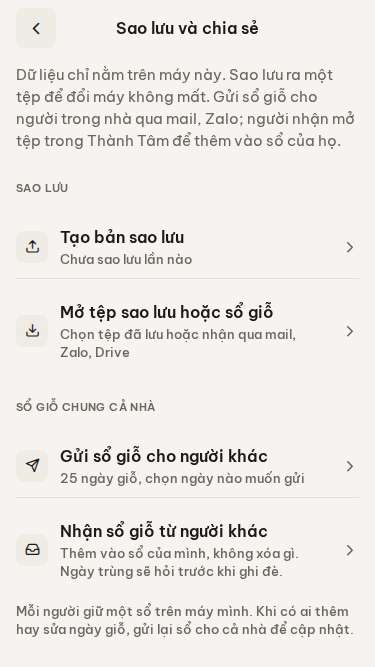 Sao lưu và chia sẻ
Dữ liệu chỉ nằm trên máy này. Sao lưu ra một
tệp để đổi máy không mất. Gửi sổ giỗ cho
người trong nhà qua mail, Zalo; người nhận mở
tệp trong Thành Tâm để thêm vào sổ của họ.
SAO LƯU
Tạo bản sao lưu
Chưa sao lưu lần nào
Mở tệp sao lưu hoặc sổ giỗ
Chọn tệp đã lưu hoặc nhận qua mail,
Zalo, Drive
SỔ GIỖ CHUNG CẢ NHÀ
Gửi sổ giỗ cho người khác
25 ngày giỗ, chọn ngày nào muốn gửi
Nhận sổ giỗ từ người khác
Thêm vào sổ của mình, không xóa gì.
Ngày trùng sẽ hỏi trước khi ghi đè.
Mỗi người giữ một sổ trên máy mình. Khi có ai thêm
hay sửa ngày giỗ, gửi lại sổ cho cả nhà để cập nhật.